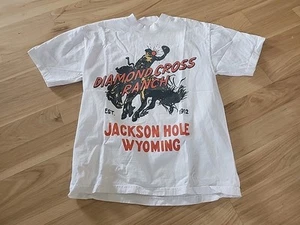 DIAMOND CROSS
RANCH
EST. 1912
JACKSON HOLE
WYOMING